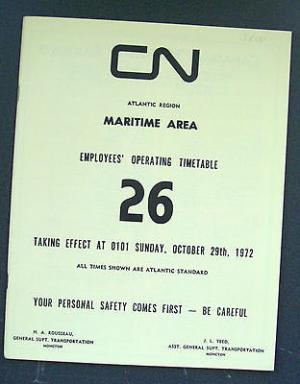 CN
ATLANTIC REGION
MARITIME AREA
EMPLOYEES' OPERATING TIMETABLE
26
TAKING EFFECT AT 0101 SUNDAY, OCTOBER 29th, 1972
ALL TIMES SHOWN ARE ATLANTIC STANDARD
YOUR PERSONAL SAFETY COMES FIRST — BE CAREFUL
H. A. ROUSSEAU,
GENERAL SUPT. TRANSPORTATION
MONCTON
J. L. TEED,
ASST. GENERAL SUPT. TRANSPORTATION
MONCTON